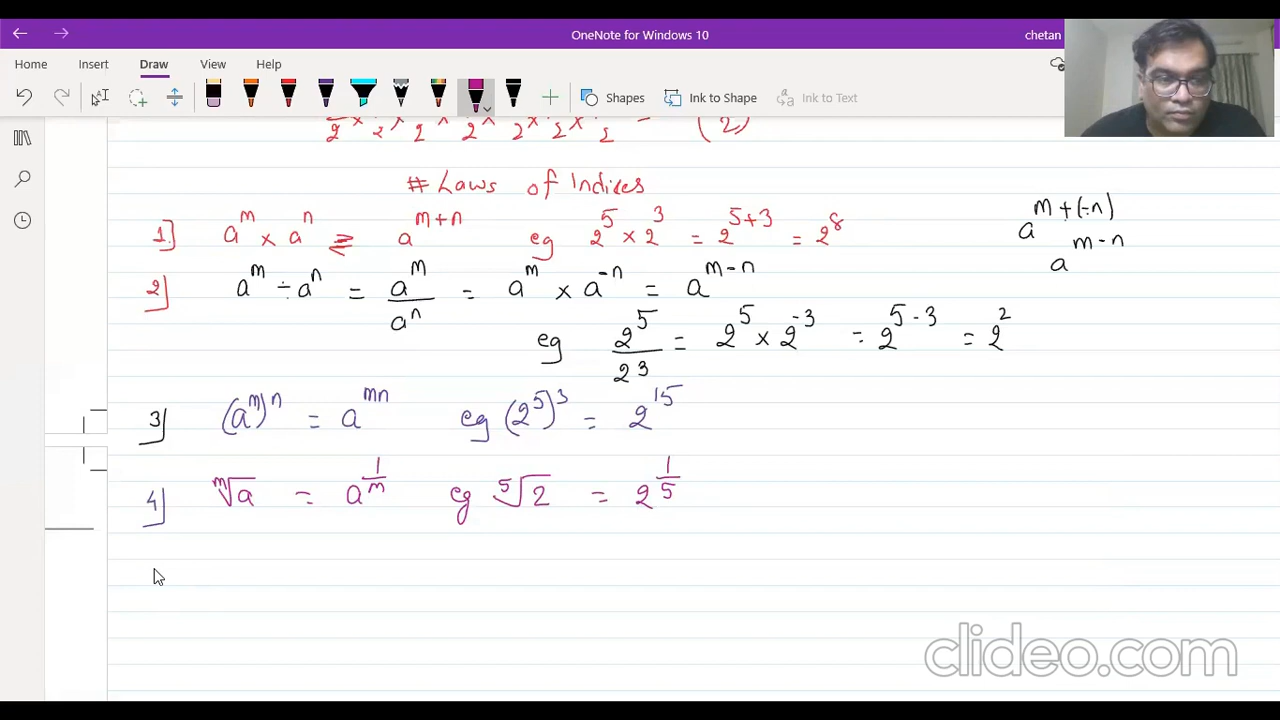 OneNote for Windows 10
chetan
Home Insert Draw View Help
Shapes Ink to Shape Ink to Text
# Laws of Indices
1] a^m × a^n = a^{m+n} eg 2^5 × 2^3 = 2^{5+3} = 2^8
a^{m+(-n)}
a^{m-n}
2] a^m ÷ a^n = a^m/a^n = a^m × a^{-n} = a^{m-n}
eg 2^5/2^3 = 2^5 × 2^{-3} = 2^{5-3} = 2^2
3] (a^m)^n = a^{mn} eg (2^5)^3 = 2^{15}
4] ᵐ√a = a^{1/m} eg ⁵√2 = 2^{1/5}
clideo.com